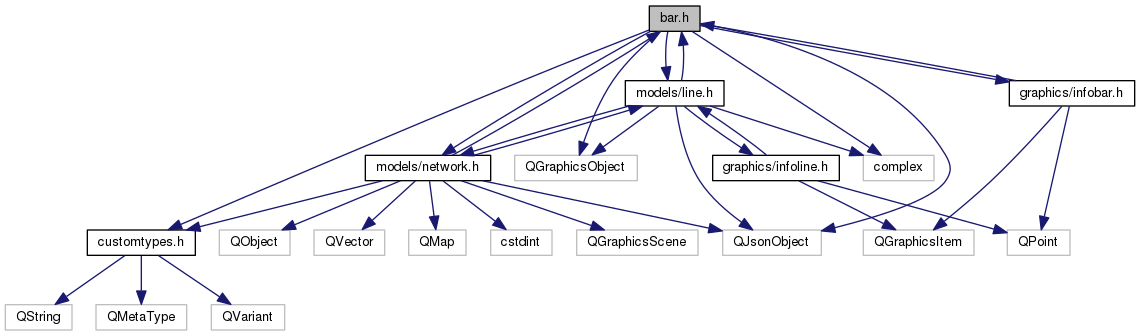 bar.h
models/line.h
graphics/infobar.h
models/network.h
QGraphicsObject
graphics/infoline.h
complex
customtypes.h
QObject
QVector
QMap
cstdint
QGraphicsScene
QJsonObject
QGraphicsItem
QPoint
QString
QMetaType
QVariant